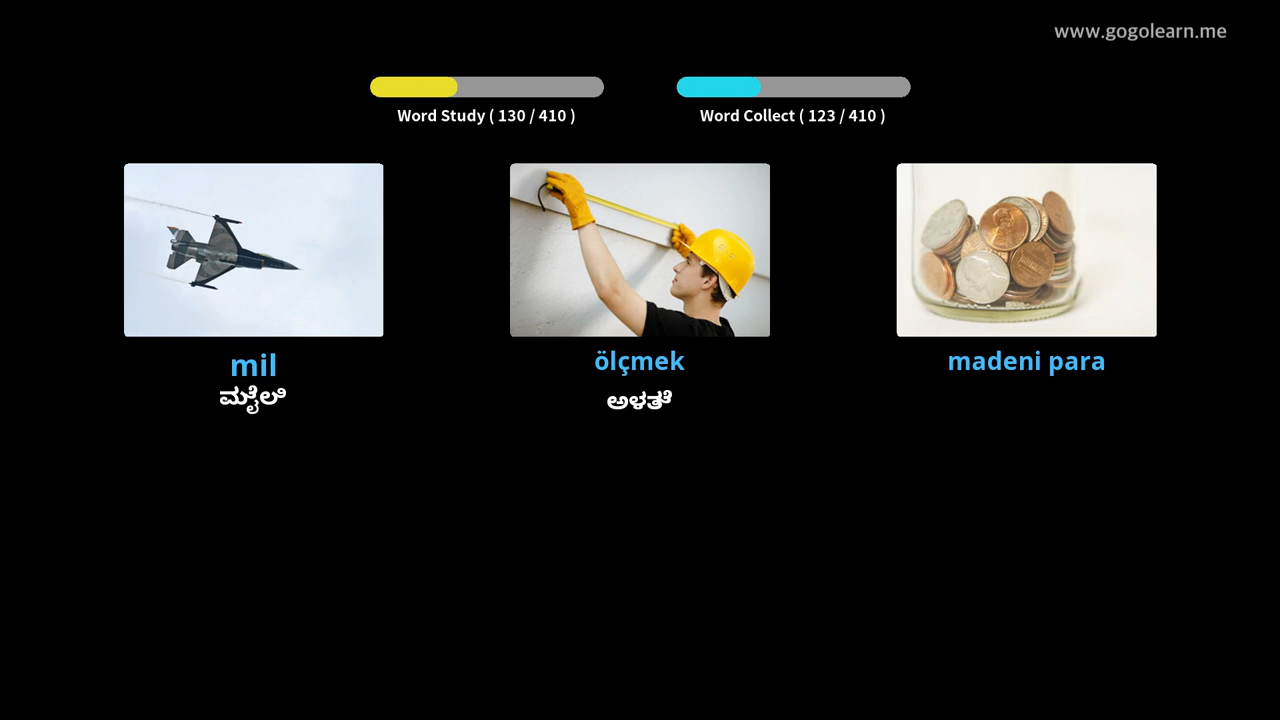 www.gogolearn.me
Word Study ( 130 / 410 )
Word Collect ( 123 / 410 )
mil
ಮೈಲಿ
ölçmek
ಅಳತೆ
madeni para